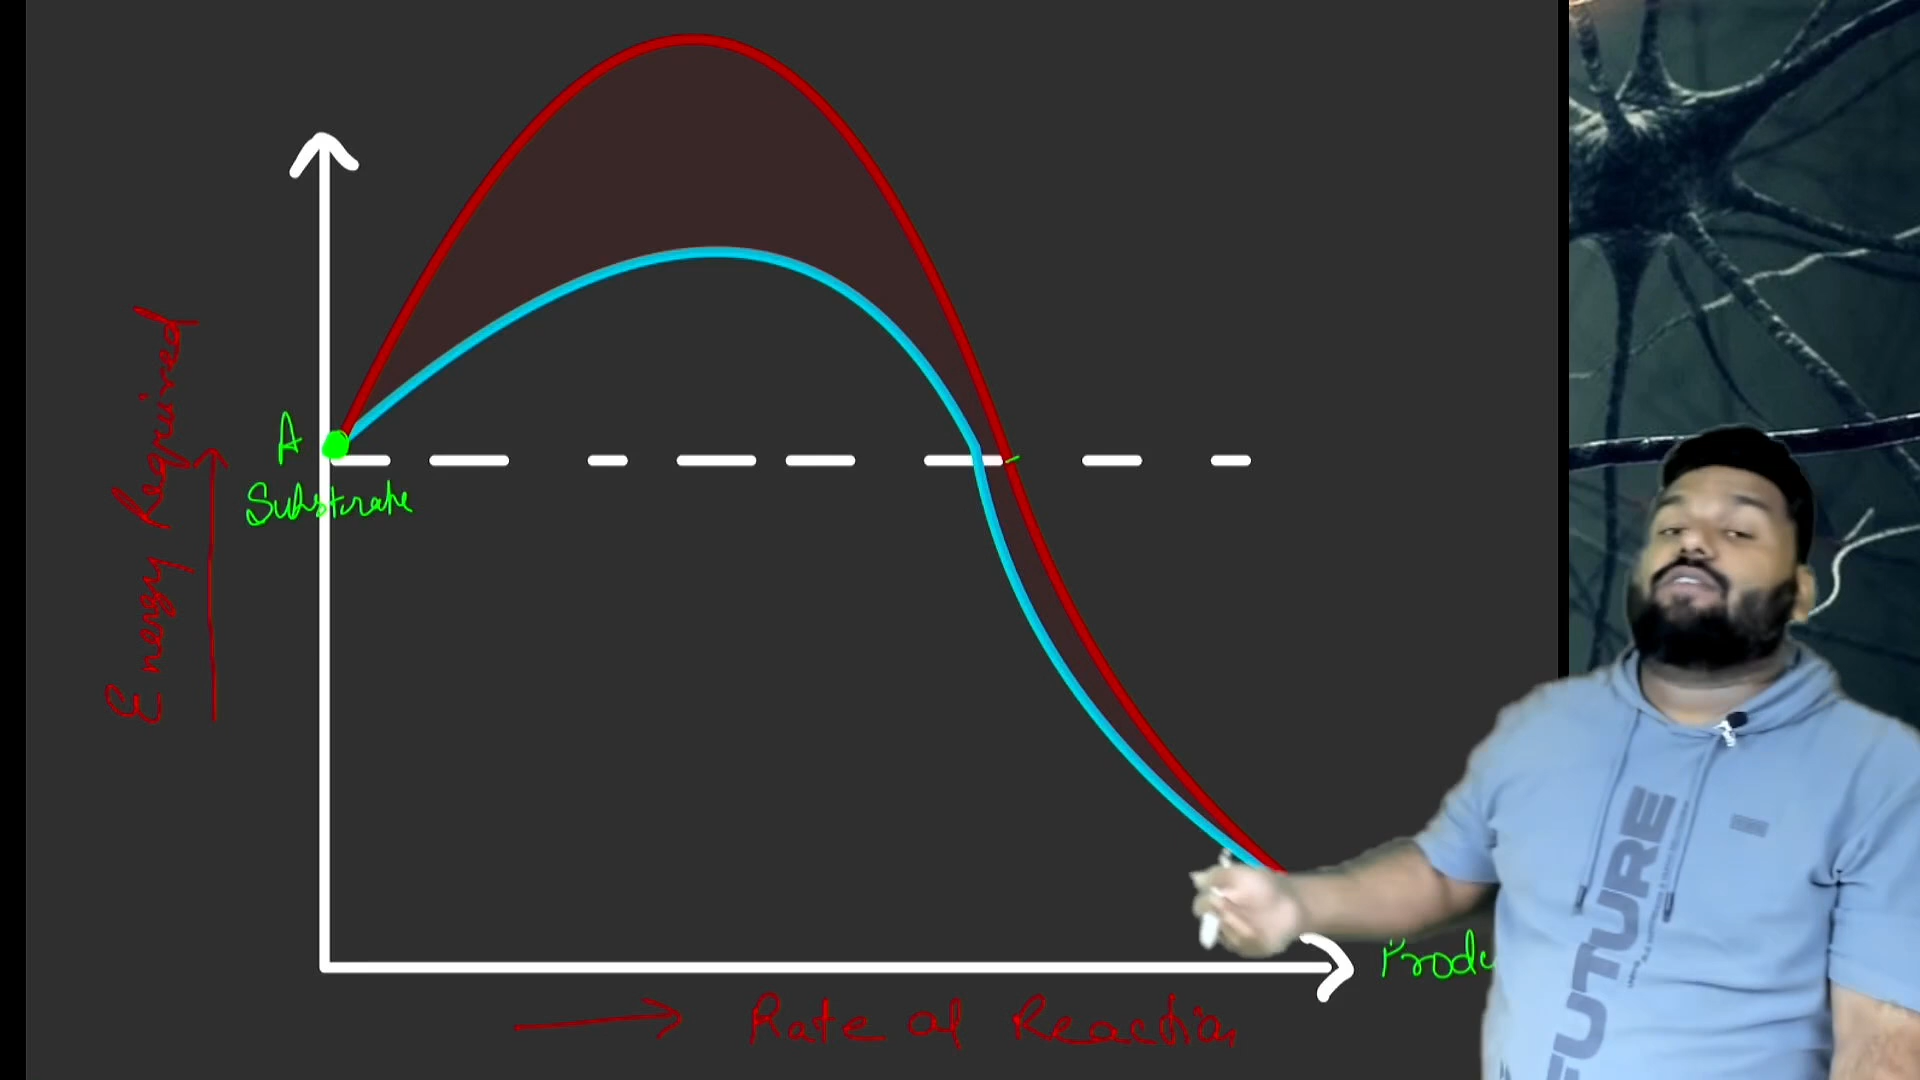 Energy Required
A
Substrate
Produ
Rate of Reaction
FUTURE